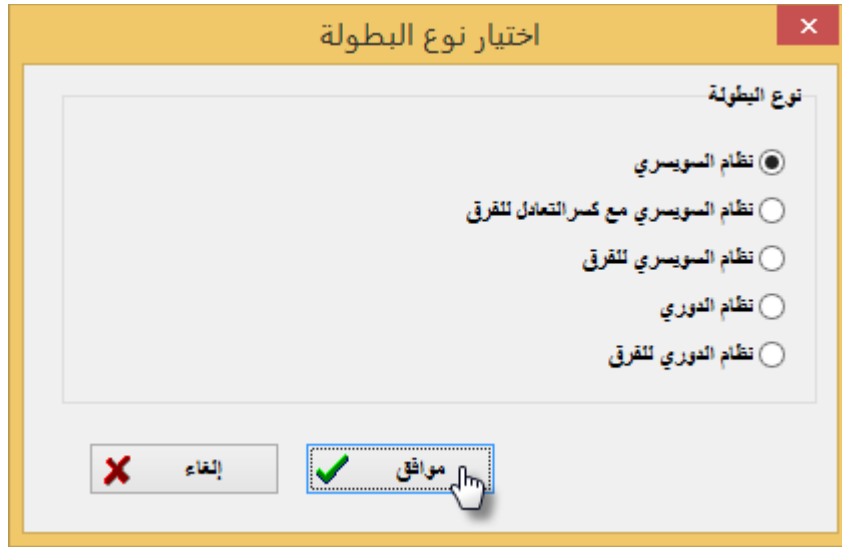 اختيار نوع البطولة
نوع البطولة
نظام السويسري
نظام السويسري مع كسرالتعادل للفرق
نظام السويسري للفرق
نظام الدوري
نظام الدوري للفرق
موافق
إلغاء